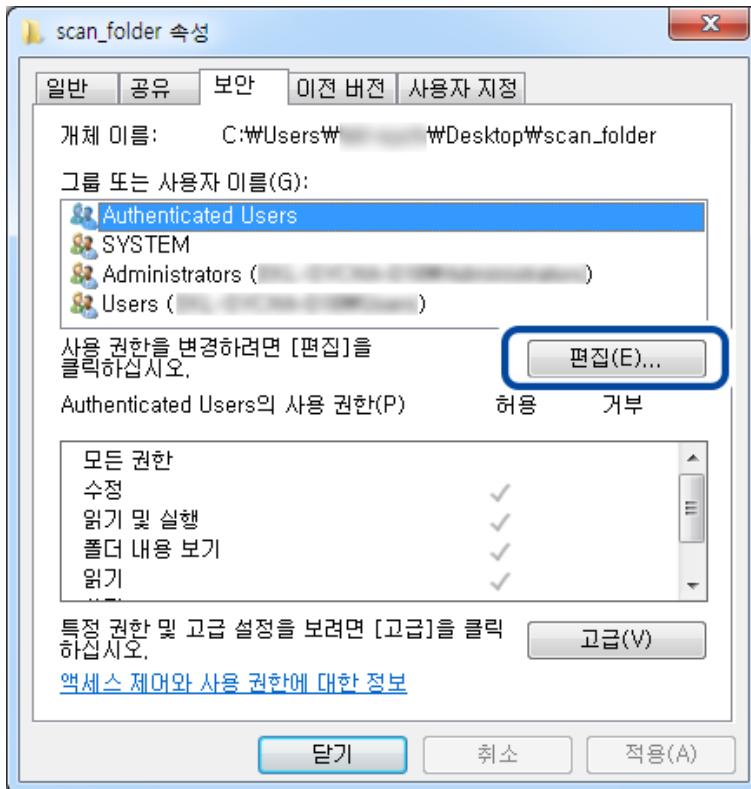 scan_folder 속성
일반 공유 보안 이전 버전 사용자 지정
개체 이름: C:₩Users₩ ₩Desktop₩scan_folder
그룹 또는 사용자 이름(G):
Authenticated Users
SYSTEM
Administrators ( )
Users ( )
사용 권한을 변경하려면 [편집]을
클릭하십시오.
편집(E)...
Authenticated Users의 사용 권한(P) 허용 거부
모든 권한
수정
읽기 및 실행
폴더 내용 보기
읽기
특정 권한 및 고급 설정을 보려면 [고급]을 클릭
하십시오.
고급(V)
액세스 제어와 사용 권한에 대한 정보
닫기 취소 적용(A)